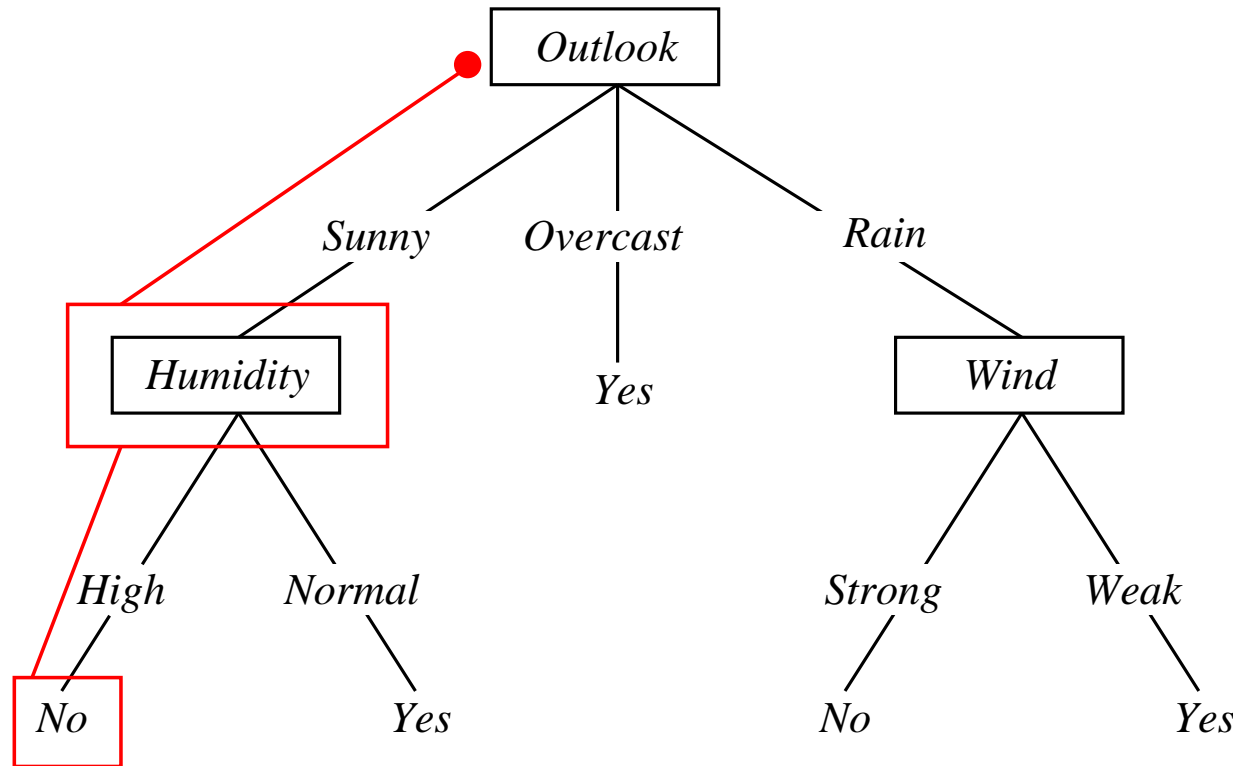 Outlook
Sunny Overcast Rain
Humidity Yes Wind
High Normal Strong Weak
No Yes No Yes